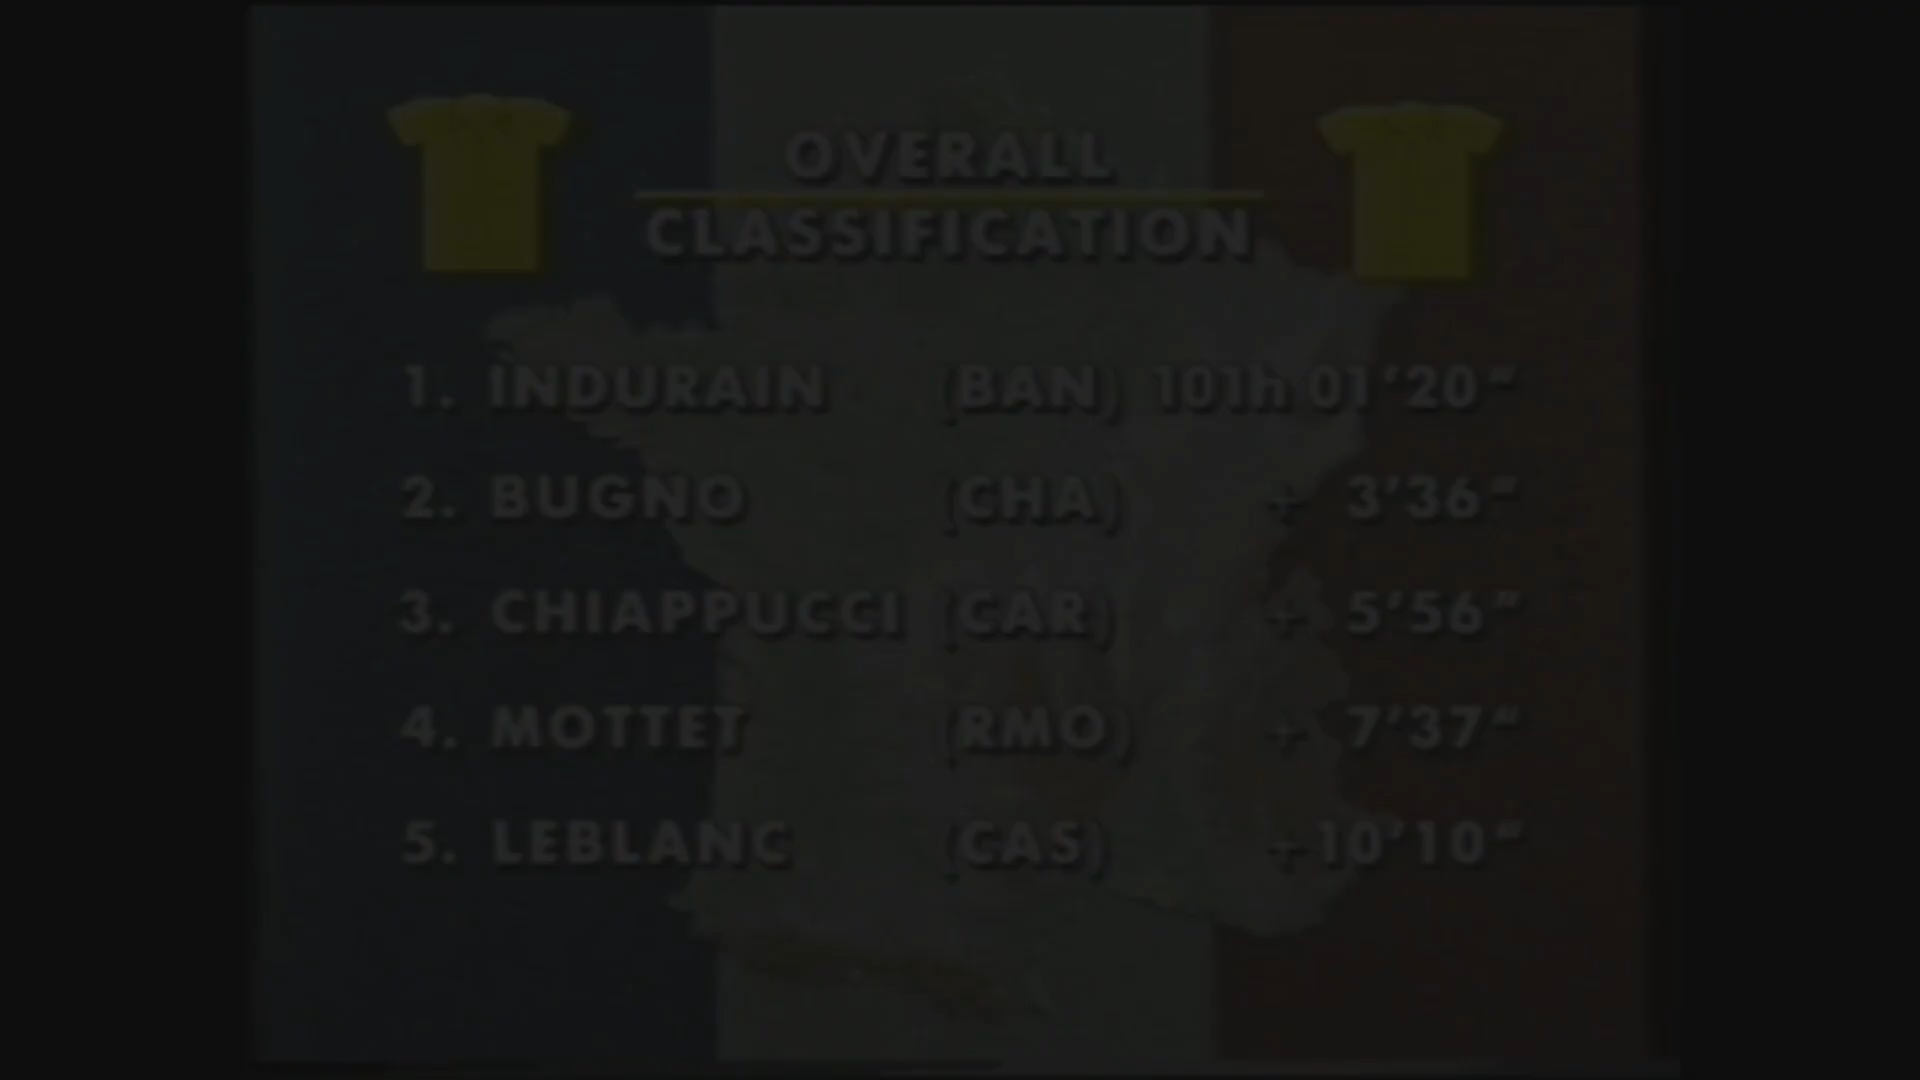 OVERALL
CLASSIFICATION
1. INDURAIN (BAN) 101h 01'20"
2. BUGNO (CHA) + 3'36"
3. CHIAPPUCCI (CAR) + 5'56"
4. MOTTET (RMO) + 7'37"
5. LEBLANC (CAS) +10'10"